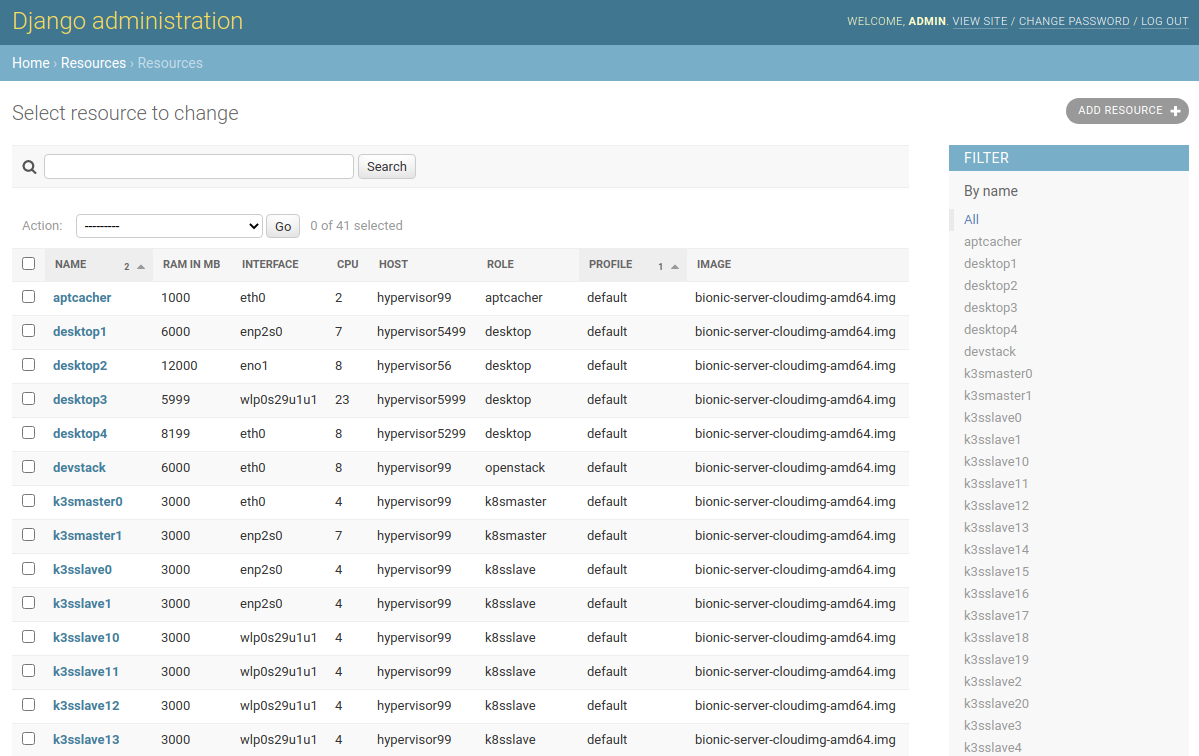 Django administration
WELCOME, ADMIN. VIEW SITE / CHANGE PASSWORD / LOG OUT
Home › Resources › Resources
Select resource to change
ADD RESOURCE +
Search
Action: --------- Go 0 of 41 selected
NAME 2 RAM IN MB INTERFACE CPU HOST ROLE PROFILE 1 IMAGE
aptcacher 1000 eth0 2 hypervisor99 aptcacher default bionic-server-cloudimg-amd64.img
desktop1 6000 enp2s0 7 hypervisor5499 desktop default bionic-server-cloudimg-amd64.img
desktop2 12000 eno1 8 hypervisor56 desktop default bionic-server-cloudimg-amd64.img
desktop3 5999 wlp0s29u1u1 23 hypervisor5999 desktop default bionic-server-cloudimg-amd64.img
desktop4 8199 eth0 8 hypervisor5299 desktop default bionic-server-cloudimg-amd64.img
devstack 6000 eth0 8 hypervisor99 openstack default bionic-server-cloudimg-amd64.img
k3smaster0 3000 eth0 4 hypervisor99 k8smaster default bionic-server-cloudimg-amd64.img
k3smaster1 3000 enp2s0 7 hypervisor99 k8smaster default bionic-server-cloudimg-amd64.img
k3sslave0 3000 enp2s0 4 hypervisor99 k8sslave default bionic-server-cloudimg-amd64.img
k3sslave1 3000 enp2s0 4 hypervisor99 k8sslave default bionic-server-cloudimg-amd64.img
k3sslave10 3000 wlp0s29u1u1 4 hypervisor99 k8sslave default bionic-server-cloudimg-amd64.img
k3sslave11 3000 wlp0s29u1u1 4 hypervisor99 k8sslave default bionic-server-cloudimg-amd64.img
k3sslave12 3000 wlp0s29u1u1 4 hypervisor99 k8sslave default bionic-server-cloudimg-amd64.img
k3sslave13 3000 wlp0s29u1u1 4 hypervisor99 k8sslave default bionic-server-cloudimg-amd64.img
FILTER
By name
All
aptcacher
desktop1
desktop2
desktop3
desktop4
devstack
k3smaster0
k3smaster1
k3sslave0
k3sslave1
k3sslave10
k3sslave11
k3sslave12
k3sslave13
k3sslave14
k3sslave15
k3sslave16
k3sslave17
k3sslave18
k3sslave19
k3sslave2
k3sslave20
k3sslave3
k3sslave4